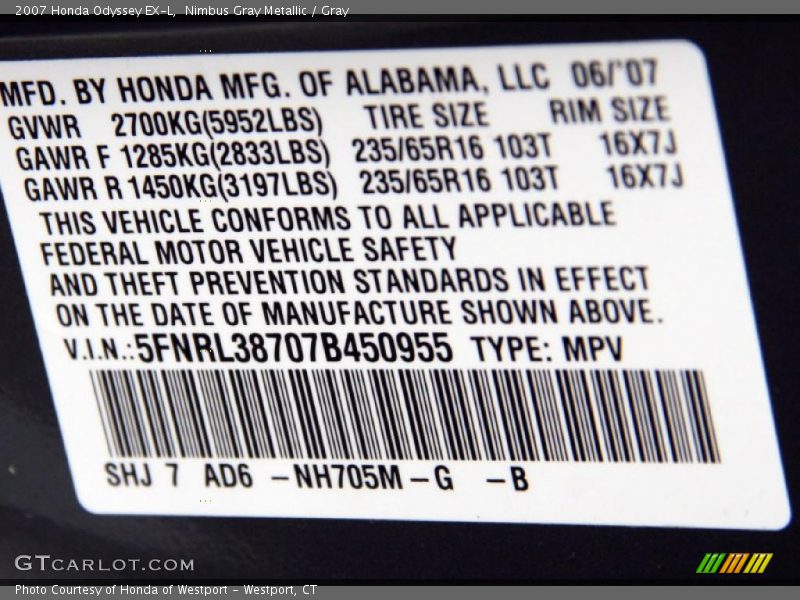 2007 Honda Odyssey EX-L, Nimbus Gray Metallic / Gray
MFD. BY HONDA MFG. OF ALABAMA, LLC 06/'07
GVWR 2700KG(5952LBS) TIRE SIZE RIM SIZE
GAWR F 1285KG(2833LBS) 235/65R16 103T 16X7J
GAWR R 1450KG(3197LBS) 235/65R16 103T 16X7J
THIS VEHICLE CONFORMS TO ALL APPLICABLE
FEDERAL MOTOR VEHICLE SAFETY
AND THEFT PREVENTION STANDARDS IN EFFECT
ON THE DATE OF MANUFACTURE SHOWN ABOVE.
V.I.N.:5FNRL38707B450955 TYPE: MPV
SHJ 7 AD6 -NH705M-G -B
GTCARLOT.COM
Photo Courtesy of Honda of Westport - Westport, CT